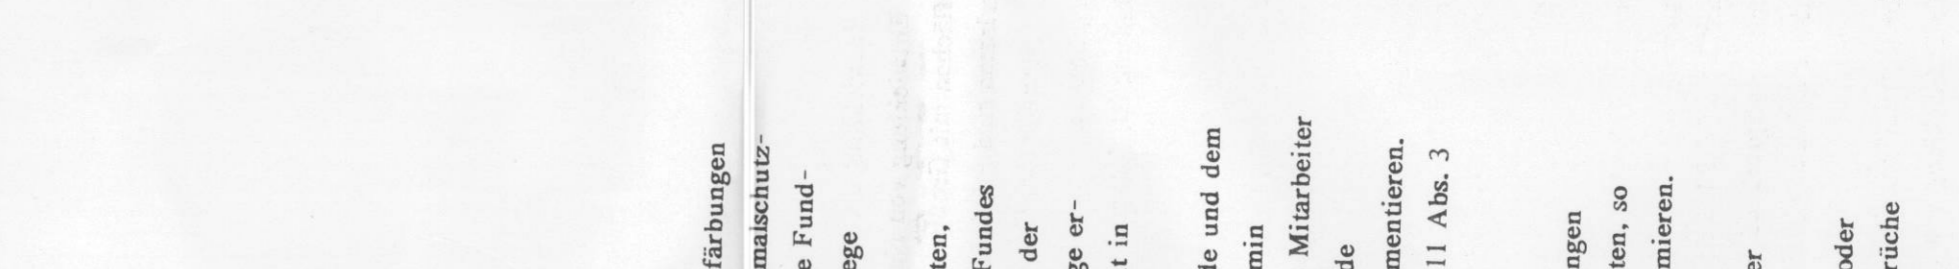 färbungen
malschutz-
e Fund-
ege
ten,
Fundes
der
ge er-
t in
le und dem
min
Mitarbeiter
de
mentieren.
11 Abs. 3
ngen
ten, so
mieren.
er
oder
rüche